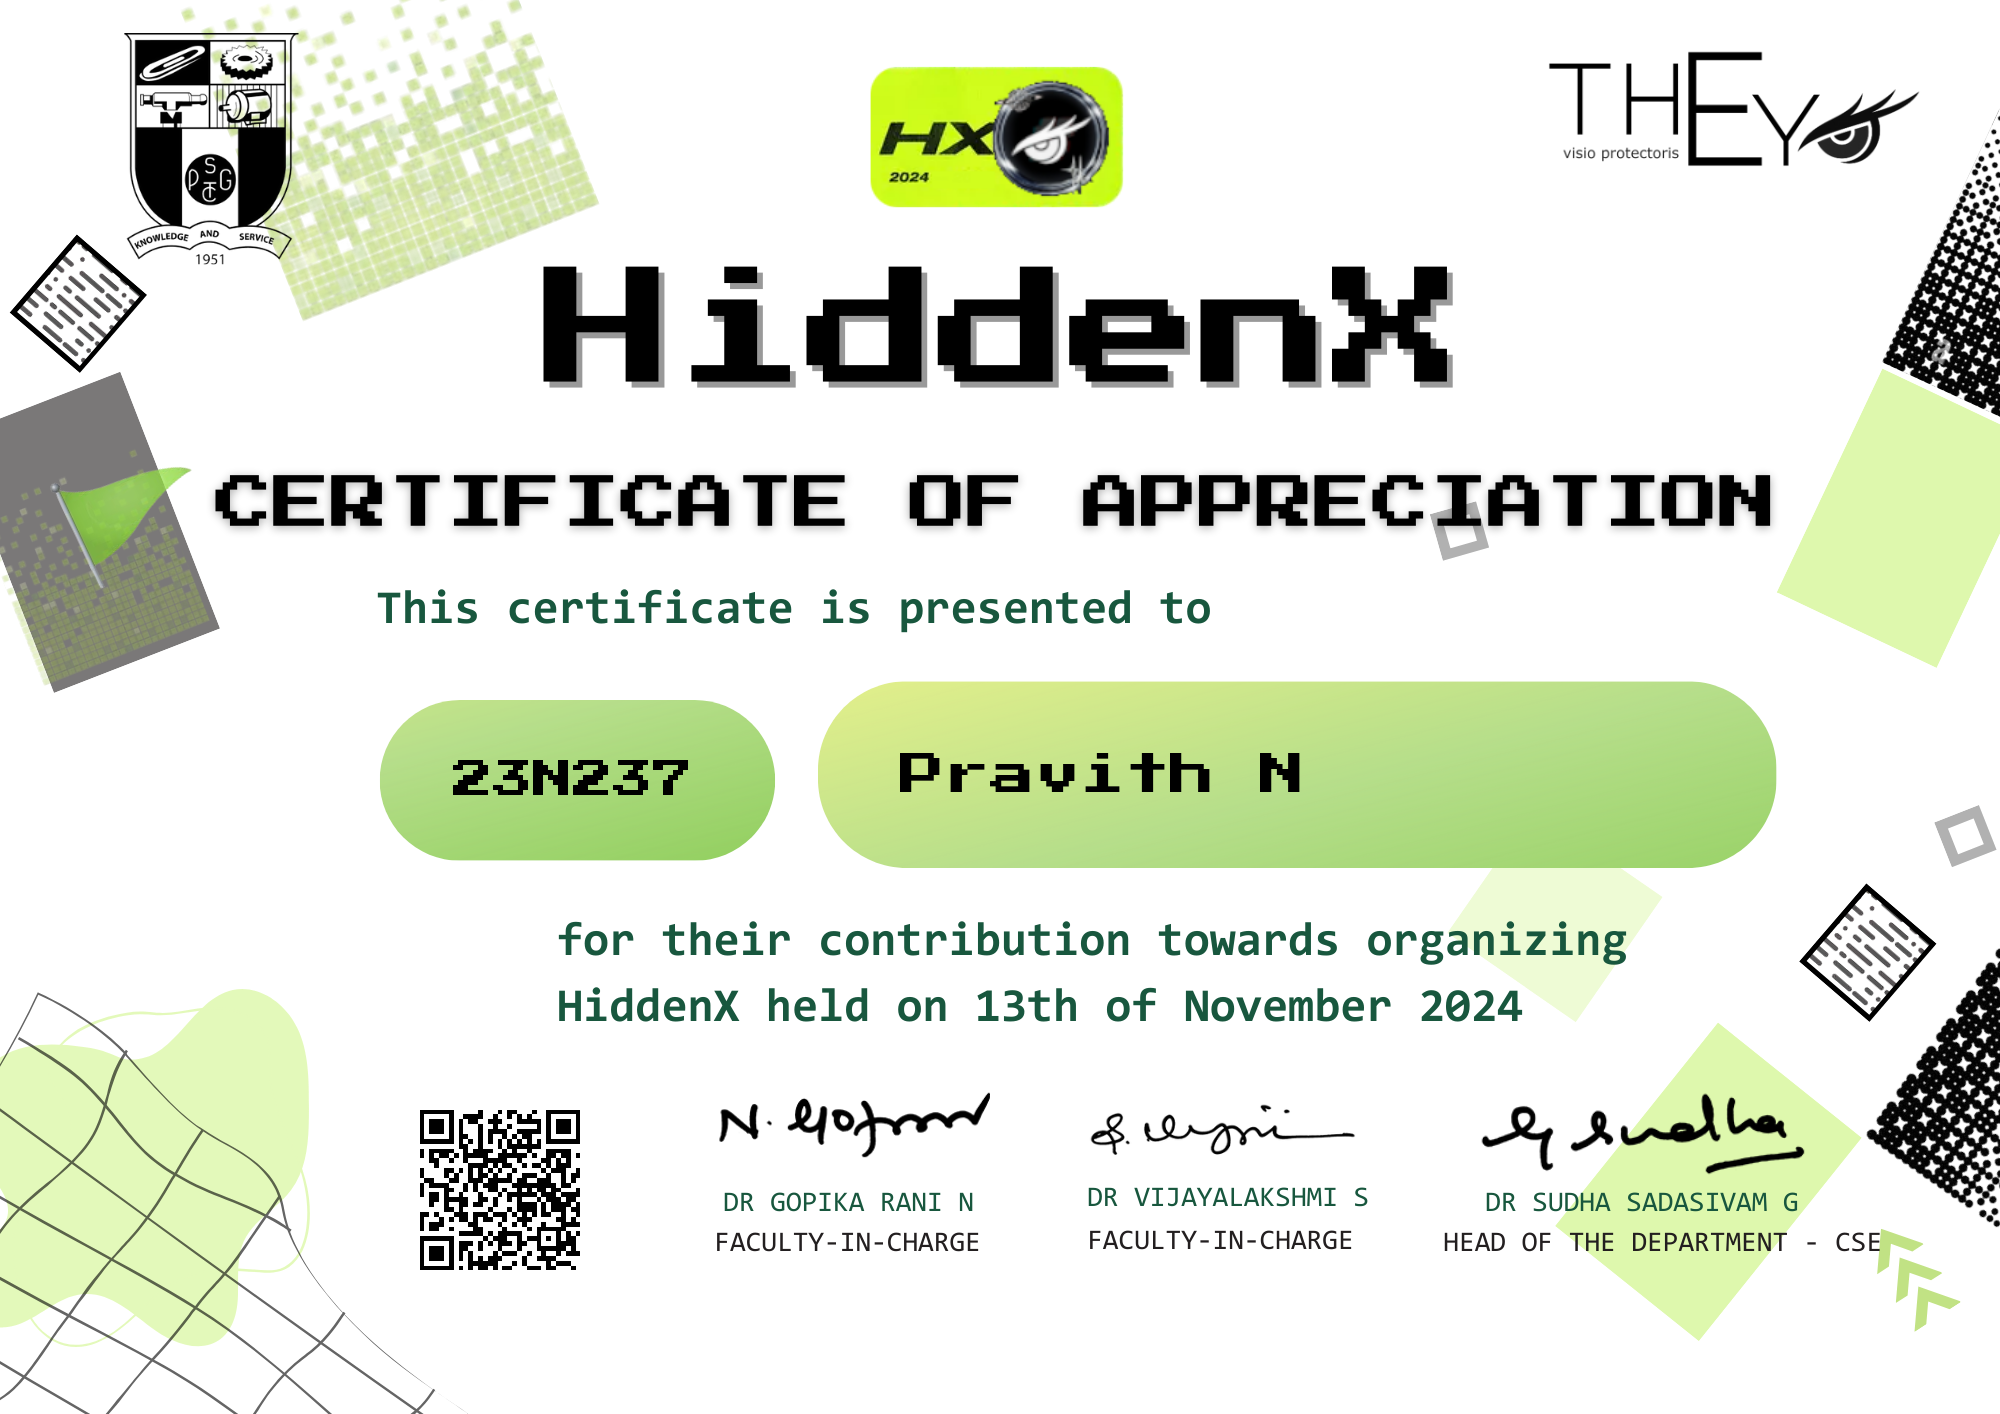 S
P G
T
C
KNOWLEDGE AND SERVICE
1951
HX
2024
THEY
visio protectoris
HiddenX
CERTIFICATE OF APPRECIATION
This certificate is presented to
23N237
Pravith N
for their contribution towards organizing
HiddenX held on 13th of November 2024
N. Gopika
S. Vijayalakshmi
G Sudha
DR GOPIKA RANI N
FACULTY-IN-CHARGE
DR VIJAYALAKSHMI S
FACULTY-IN-CHARGE
DR SUDHA SADASIVAM G
HEAD OF THE DEPARTMENT - CSE